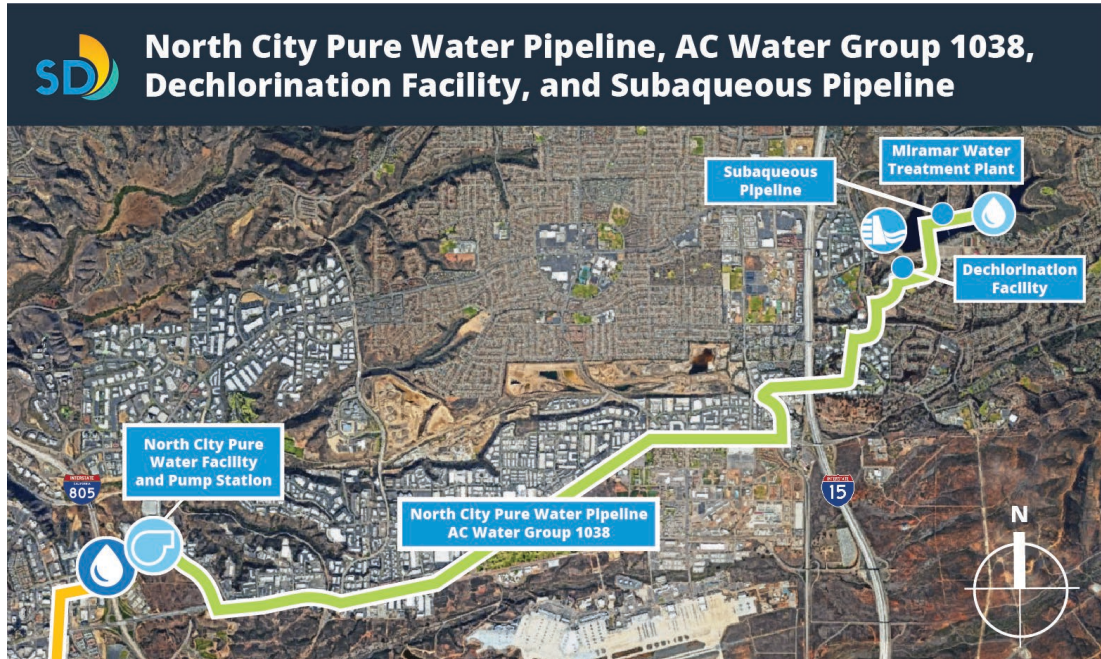 SD
North City Pure Water Pipeline, AC Water Group 1038,
Dechlorination Facility, and Subaqueous Pipeline
Miramar Water
Treatment Plant
Subaqueous
Pipeline
Dechlorination
Facility
North City Pure
Water Facility
and Pump Station
INTERSTATE
CALIFORNIA
805
North City Pure Water Pipeline
AC Water Group 1038
INTERSTATE
15
N